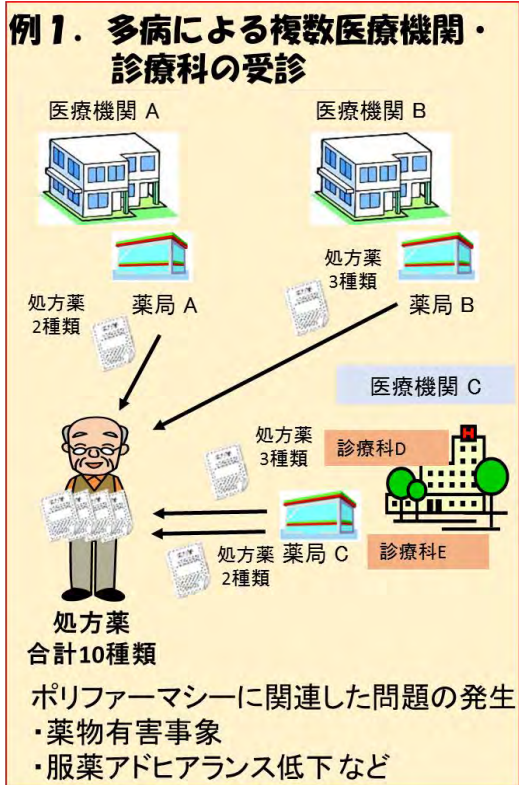 例1．多病による複数医療機関・
診療科の受診
医療機関 A
医療機関 B
処方薬
2種類
薬局 A
処方薬
3種類
薬局 B
医療機関 C
処方薬
3種類
診療科D
H
処方薬
2種類
薬局 C
診療科E
処方薬
合計10種類
ポリファーマシーに関連した問題の発生
・薬物有害事象
・服薬アドヒアランス低下など